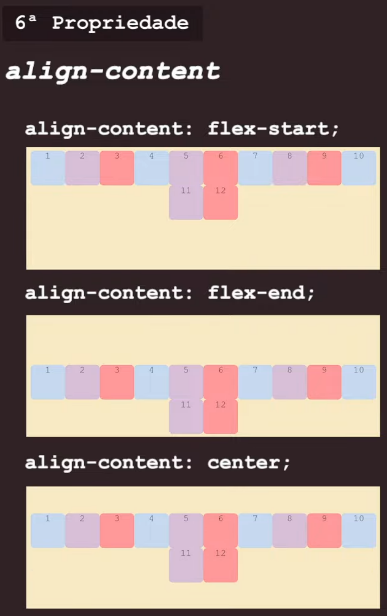 6ª Propriedade
align-content
align-content: flex-start;
1 2 3 4 5 6 7 8 9 10
11 12
align-content: flex-end;
1 2 3 4 5 6 7 8 9 10
11 12
align-content: center;
1 2 3 4 5 6 7 8 9 10
11 12